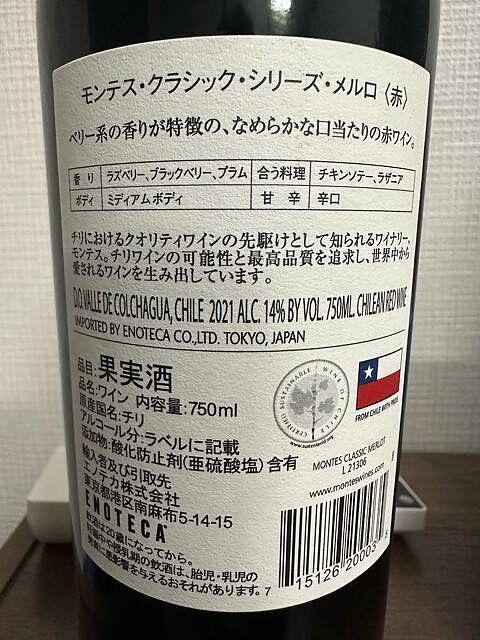 モンテス・クラシック・シリーズ・メルロ〈赤〉
ベリー系の香りが特徴の、なめらかな口当たりの赤ワイン。
香り ラズベリー、ブラックベリー、プラム 合う料理 チキンソテー、ラザニア
ボディ ミディアムボディ 甘辛 辛口
チリにおけるクオリティワインの先駆けとして知られるワイナリー、
モンテス。チリワインの可能性と最高品質を追求し、世界中から
愛されるワインを生み出しています。
D.O. VALLE DE COLCHAGUA, CHILE 2021 ALC. 14% BY VOL. 750ML. CHILEAN RED WINE
IMPORTED BY ENOTECA CO.,LTD. TOKYO, JAPAN
品目:果実酒
品名:ワイン 内容量:750ml
原産国名:チリ
アルコール分:ラベルに記載
添加物:酸化防止剤(亜硫酸塩)含有
輸入者及び引取先
エノテカ株式会社
東京都港区南麻布5-14-15
ENOTECA
飲酒は20歳になってから。
妊娠中や授乳期の飲酒は、胎児・乳児の
発育に悪影響を与えるおそれがあります。
CERTIFIED SUSTAINABLE WINE OF CHILE
www.sustentavid.org
FROM CHILE WITH PRIDE
MONTES CLASSIC MERLOT
L 21306
www.monteswines.com
7 15126 20003 5